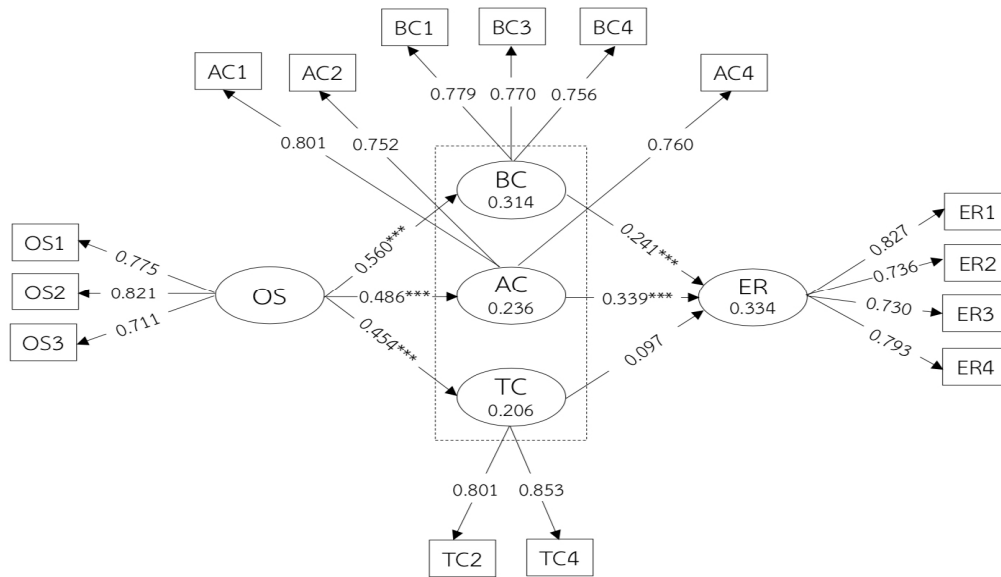 BC1
BC3
BC4
AC1
AC2
AC4
0.779
0.770
0.756
0.801
0.752
0.760
BC
0.314
OS1
OS2
OS3
0.775
0.821
0.711
OS
0.560***
0.486***
0.454***
AC
0.236
TC
0.206
0.241***
0.339***
0.097
ER
0.334
0.827
0.736
0.730
0.793
ER1
ER2
ER3
ER4
0.801
0.853
TC2
TC4